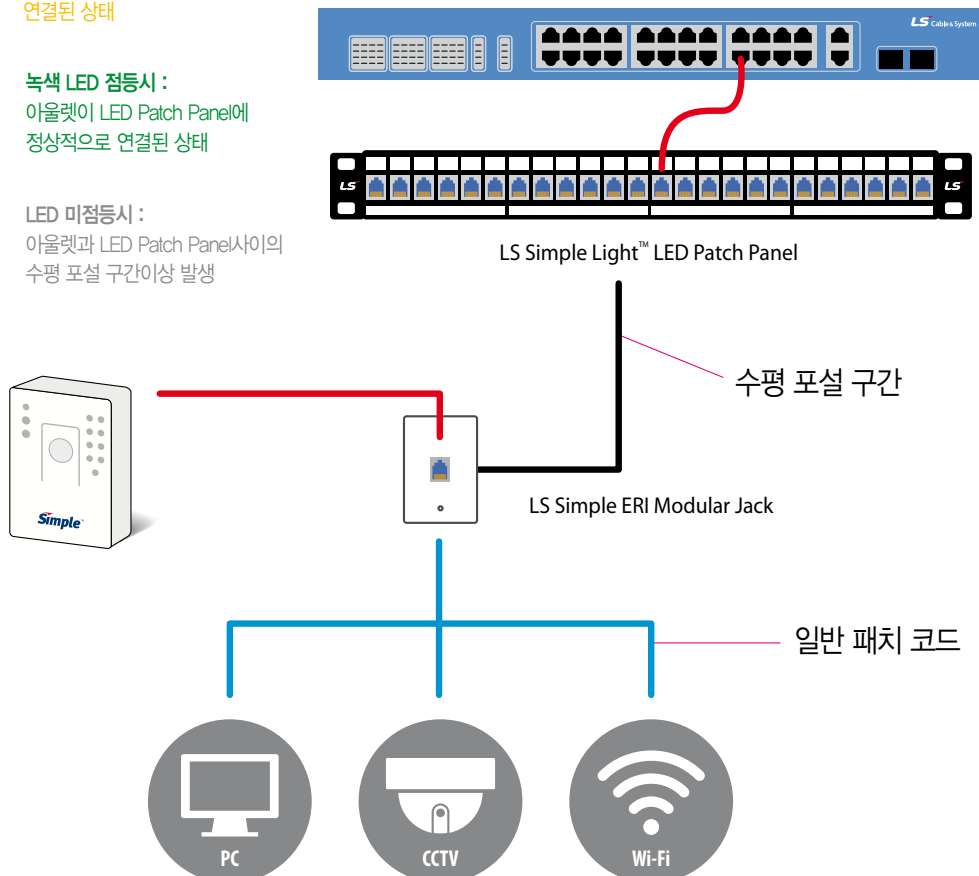 연결된 상태
녹색 LED 점등시 :
아울렛이 LED Patch Panel에
정상적으로 연결된 상태
LED 미점등시 :
아울렛과 LED Patch Panel사이의
수평 포설 구간이상 발생
LS Cable & System
LS
LS
LS Simple Light™ LED Patch Panel
수평 포설 구간
Simple™
LS Simple ERI Modular Jack
일반 패치 코드
PC
CCTV
Wi-Fi